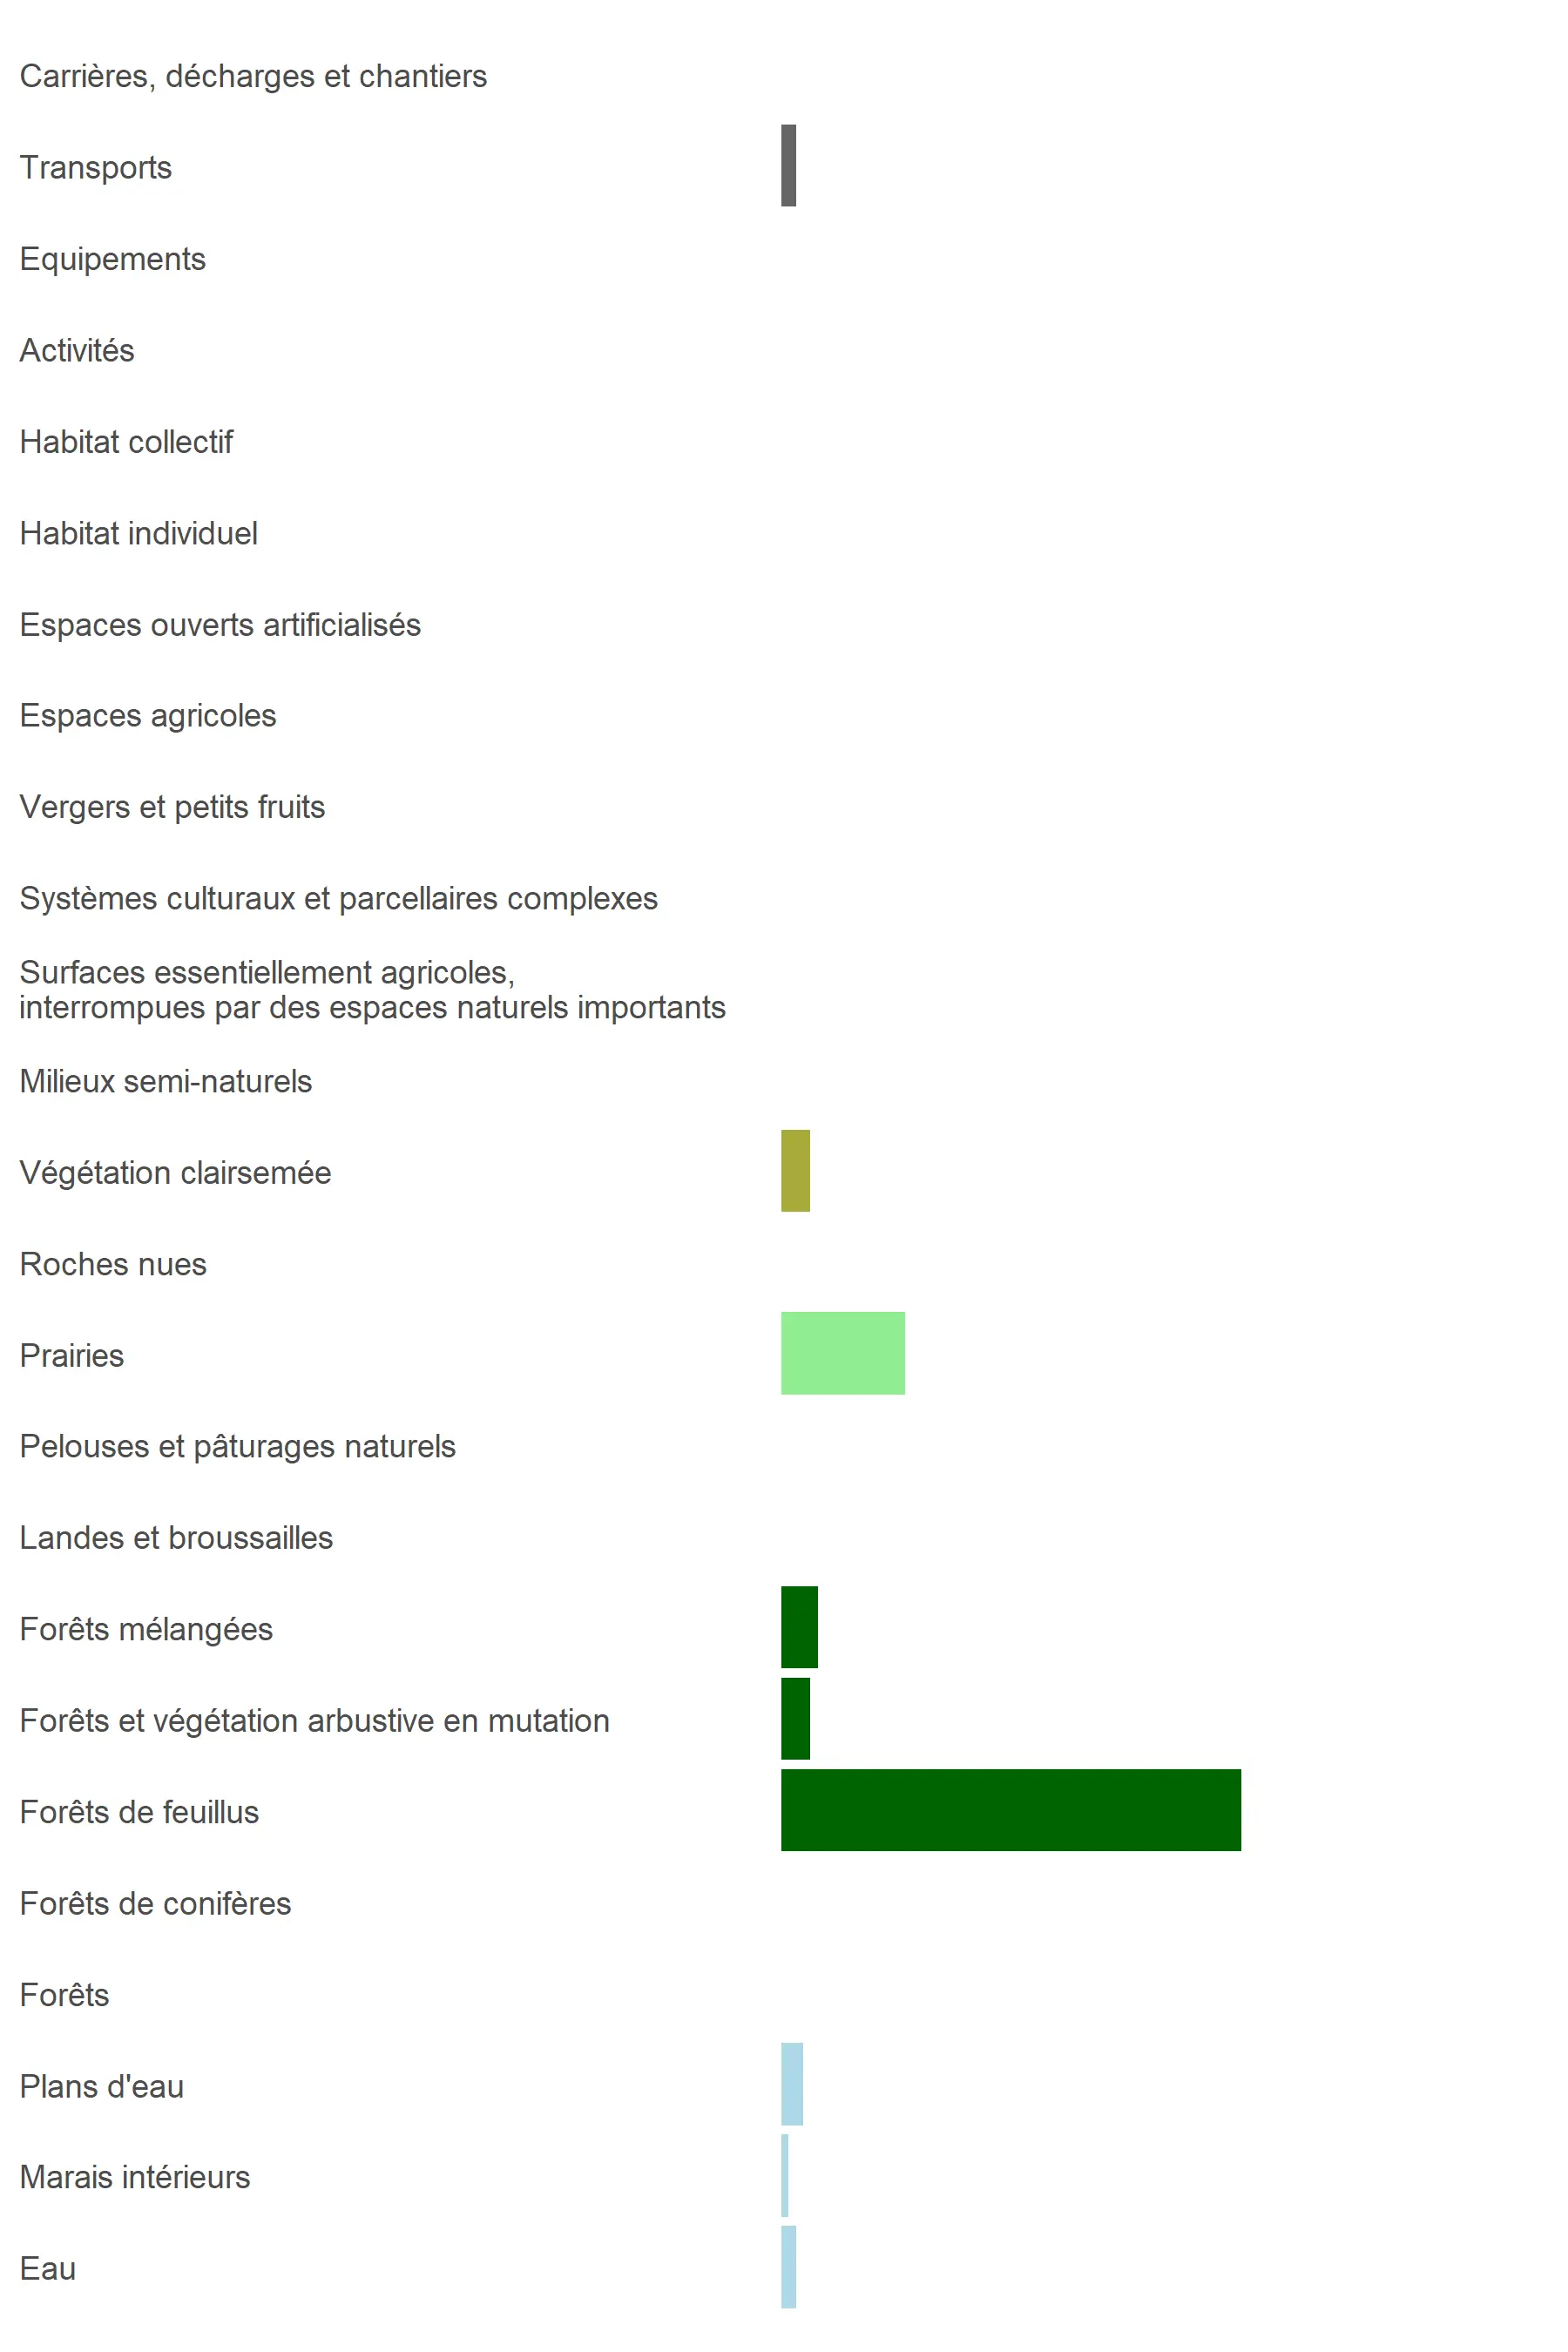 Carrières, décharges et chantiers
Transports
Equipements
Activités
Habitat collectif
Habitat individuel
Espaces ouverts artificialisés
Espaces agricoles
Vergers et petits fruits
Systèmes culturaux et parcellaires complexes
Surfaces essentiellement agricoles,
interrompues par des espaces naturels importants
Milieux semi-naturels
Végétation clairsemée
Roches nues
Prairies
Pelouses et pâturages naturels
Landes et broussailles
Forêts mélangées
Forêts et végétation arbustive en mutation
Forêts de feuillus
Forêts de conifères
Forêts
Plans d'eau
Marais intérieurs
Eau